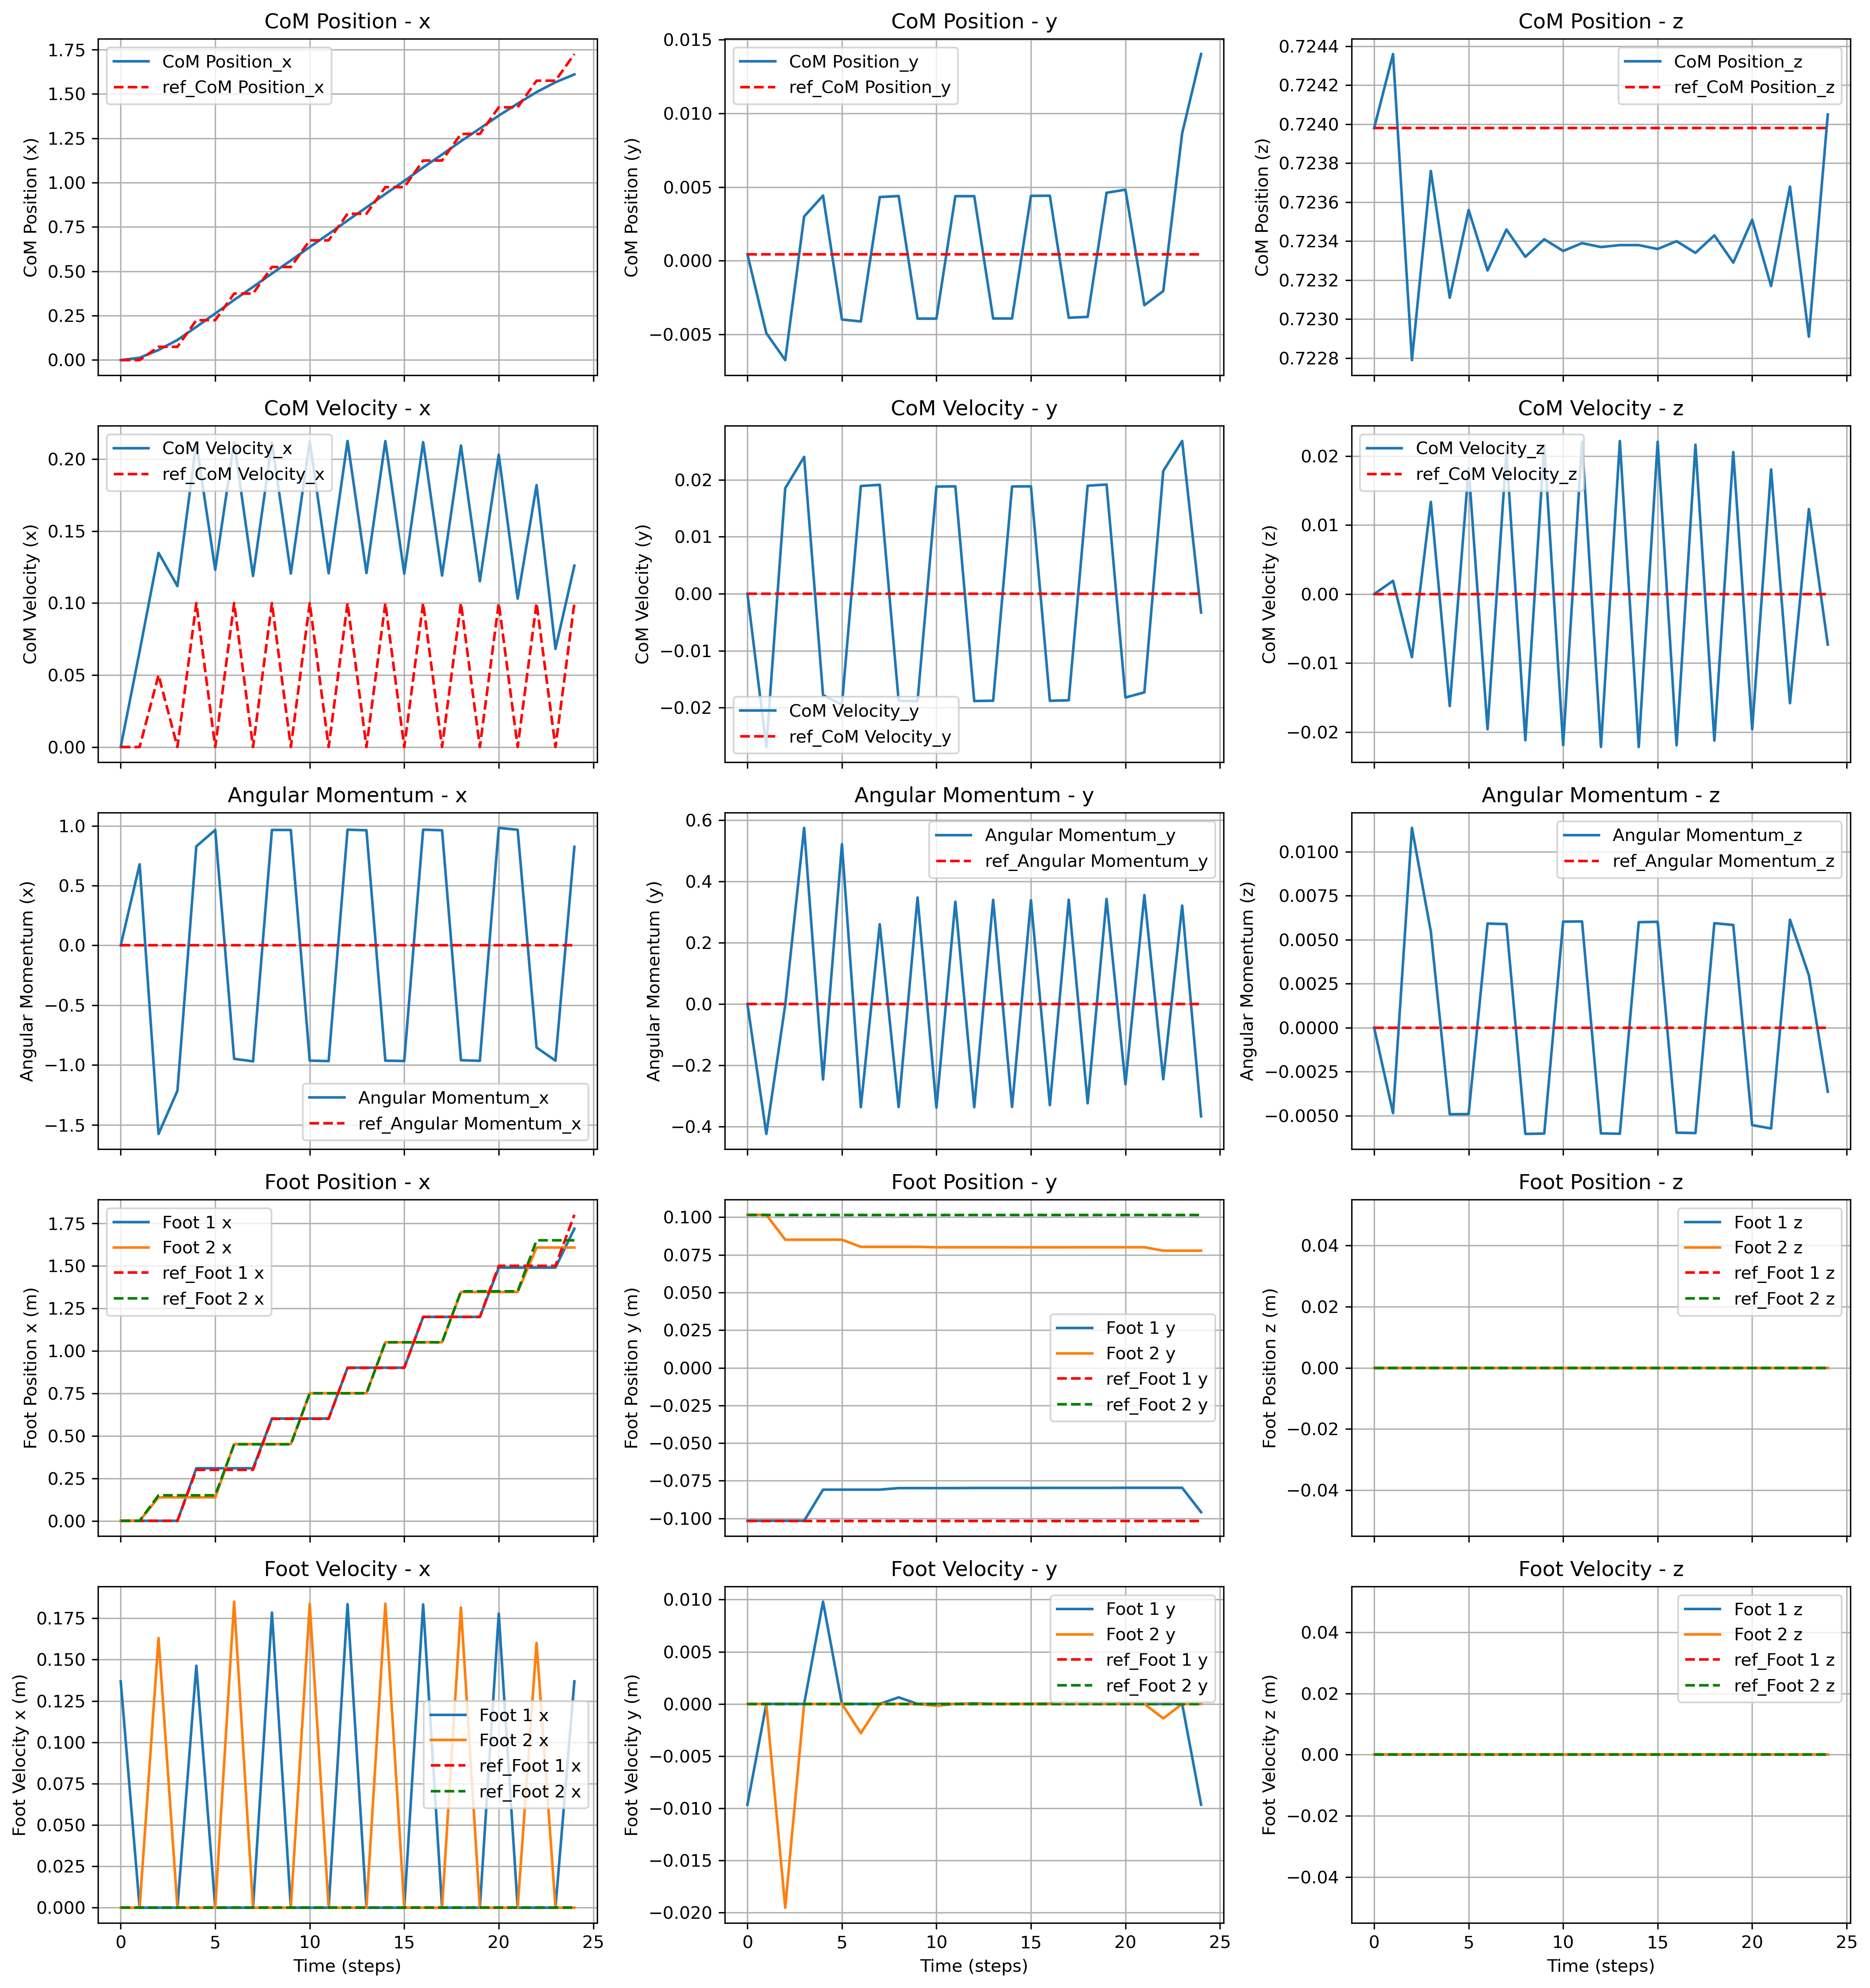 CoM Position - x
CoM Position - y
CoM Position - z
CoM Position (x)
1.75
1.50
1.25
1.00
0.75
0.50
0.25
0.00
CoM Position_x
ref_CoM Position_x
CoM Position (y)
0.015
0.010
0.005
0.000
−0.005
CoM Position_y
ref_CoM Position_y
CoM Position (z)
0.7244
0.7242
0.7240
0.7238
0.7236
0.7234
0.7232
0.7230
0.7228
CoM Position_z
ref_CoM Position_z
CoM Velocity - x
CoM Velocity - y
CoM Velocity - z
CoM Velocity (x)
0.20
0.15
0.10
0.05
0.00
CoM Velocity_x
ref_CoM Velocity_x
CoM Velocity (y)
0.02
0.01
0.00
−0.01
−0.02
CoM Velocity_y
ref_CoM Velocity_y
CoM Velocity (z)
0.02
0.01
0.00
−0.01
−0.02
CoM Velocity_z
ref_CoM Velocity_z
Angular Momentum - x
Angular Momentum - y
Angular Momentum - z
Angular Momentum (x)
1.0
0.5
0.0
−0.5
−1.0
−1.5
Angular Momentum_x
ref_Angular Momentum_x
Angular Momentum (y)
0.6
0.4
0.2
0.0
−0.2
−0.4
Angular Momentum_y
ref_Angular Momentum_y
Angular Momentum (z)
0.0100
0.0075
0.0050
0.0025
0.0000
−0.0025
−0.0050
Angular Momentum_z
ref_Angular Momentum_z
Foot Position - x
Foot Position - y
Foot Position - z
Foot Position x (m)
1.75
1.50
1.25
1.00
0.75
0.50
0.25
0.00
Foot 1 x
Foot 2 x
ref_Foot 1 x
ref_Foot 2 x
Foot Position y (m)
0.100
0.075
0.050
0.025
0.000
−0.025
−0.050
−0.075
−0.100
Foot 1 y
Foot 2 y
ref_Foot 1 y
ref_Foot 2 y
Foot Position z (m)
0.04
0.02
0.00
−0.02
−0.04
Foot 1 z
Foot 2 z
ref_Foot 1 z
ref_Foot 2 z
Foot Velocity - x
Foot Velocity - y
Foot Velocity - z
Foot Velocity x (m)
0.175
0.150
0.125
0.100
0.075
0.050
0.025
0.000
Foot 1 x
Foot 2 x
ref_Foot 1 x
ref_Foot 2 x
0 5 10 15 20 25
Time (steps)
Foot Velocity y (m)
0.010
0.005
0.000
−0.005
−0.010
−0.015
−0.020
Foot 1 y
Foot 2 y
ref_Foot 1 y
ref_Foot 2 y
0 5 10 15 20 25
Time (steps)
Foot Velocity z (m)
0.04
0.02
0.00
−0.02
−0.04
Foot 1 z
Foot 2 z
ref_Foot 1 z
ref_Foot 2 z
0 5 10 15 20 25
Time (steps)